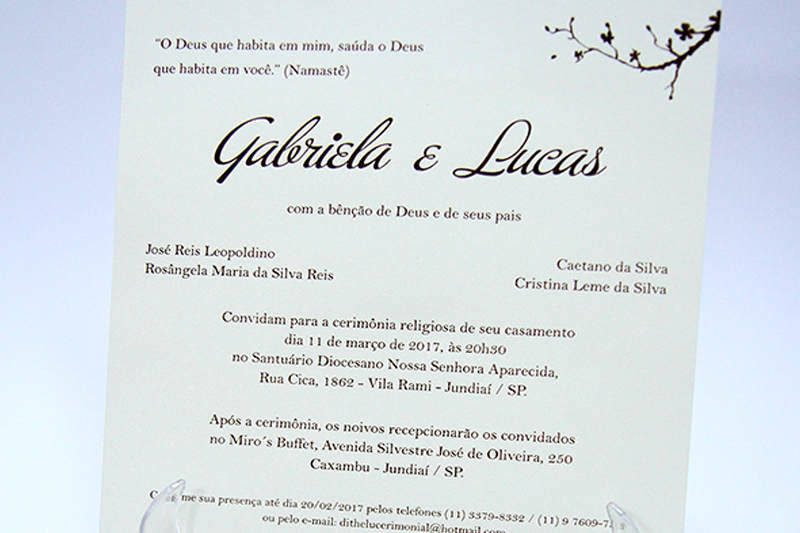 “O Deus que habita em mim, saúda o Deus
que habita em você.” (Namastê)
Gabriela e Lucas
com a bênção de Deus e de seus pais
José Reis Leopoldino
Rosângela Maria da Silva Reis
Caetano da Silva
Cristina Leme da Silva
Convidam para a cerimônia religiosa de seu casamento
dia 11 de março de 2017, às 20h30
no Santuário Diocesano Nossa Senhora Aparecida,
Rua Cica, 1862 - Vila Rami - Jundiaí / SP.
Após a cerimônia, os noivos recepcionarão os convidados
no Miro´s Buffet, Avenida Silvestre José de Oliveira, 250
Caxambu - Jundiaí / SP.
me sua presença até dia 20/02/2017 pelos telefones (11) 3379-8332 / (11) 9 7609-7
ou pelo e-mail: dithelucerimonial@hotmail.com